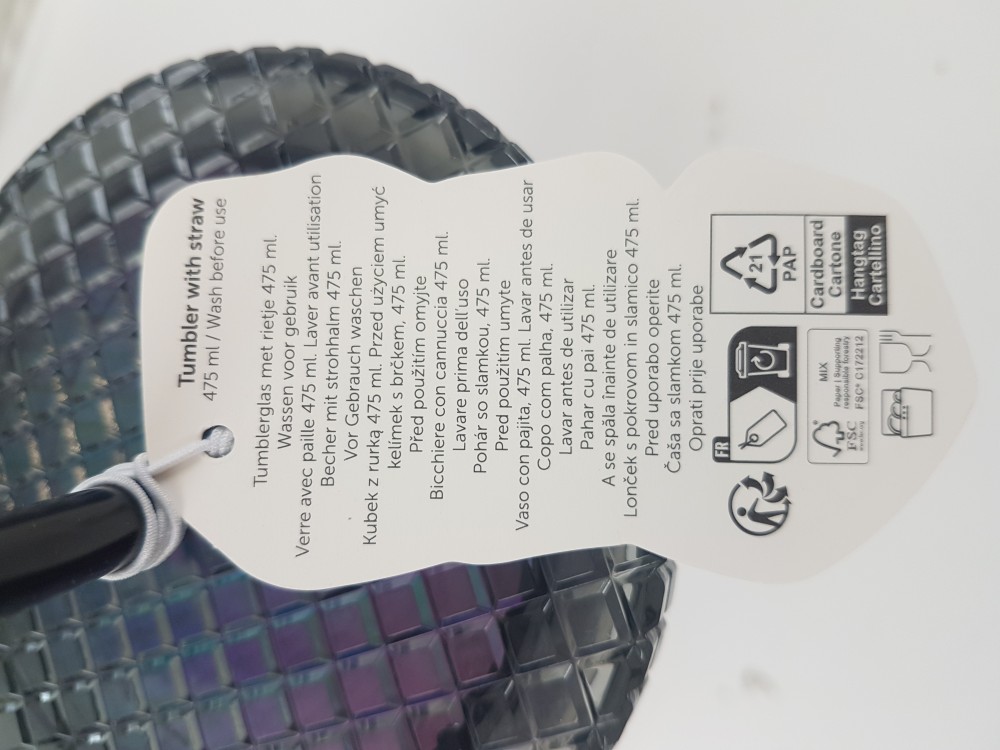 Tumbler with straw
475 ml / Wash before use
Tumblerglas met rietje 475 ml.
Wassen voor gebruik
Verre avec paille 475 ml. Laver avant utilisation
Becher mit strohhalm 475 ml.
Vor Gebrauch waschen
Kubek z rurką 475 ml. Przed użyciem umyć
kelímek s brčkem, 475 ml.
Před použitím omyjte
Bicchiere con cannuccia 475 ml.
Lavare prima dell'uso
Pohár so slamkou, 475 ml.
Pred použitím umyte
Vaso con pajita, 475 ml. Lavar antes de usar
Copo com palha, 475 ml.
Lavar antes de utilizar
Pahar cu pai 475 ml.
A se spăla înainte de utilizare
Lonček s pokrovom in slamico 475 ml.
Pred uporabo operite
Čaša sa slamkom 475 ml.
Oprati prije uporabe
FR
21
PAP
Cardboard
Cartone
Hangtag
Cartellino
FSC
MIX
Paper | Supporting
responsible forestry
FSC® C172212